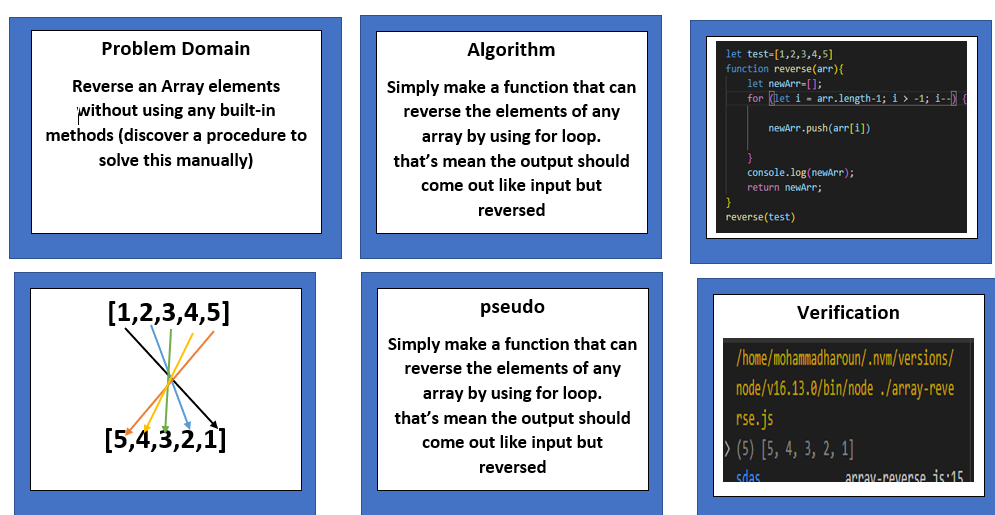 Problem Domain
Reverse an Array elements
without using any built-in
methods (discover a procedure to
solve this manually)
Algorithm
Simply make a function that can
reverse the elements of any
array by using for loop.
that's mean the output should
come out like input but
reversed
let test=[1,2,3,4,5]
function reverse(arr){
let newArr=[];
for (let i = arr.length-1; i > -1; i--) {
newArr.push(arr[i])
}
console.log(newArr);
return newArr;
}
reverse(test)
[1,2,3,4,5]
[5,4,3,2,1]
pseudo
Simply make a function that can
reverse the elements of any
array by using for loop.
that's mean the output should
come out like input but
reversed
Verification
/home/mohammadharoun/.nvm/versions/
node/v16.13.0/bin/node ./array-reve
rse.js
(5) [5, 4, 3, 2, 1]
sdas array-reverse.js:15